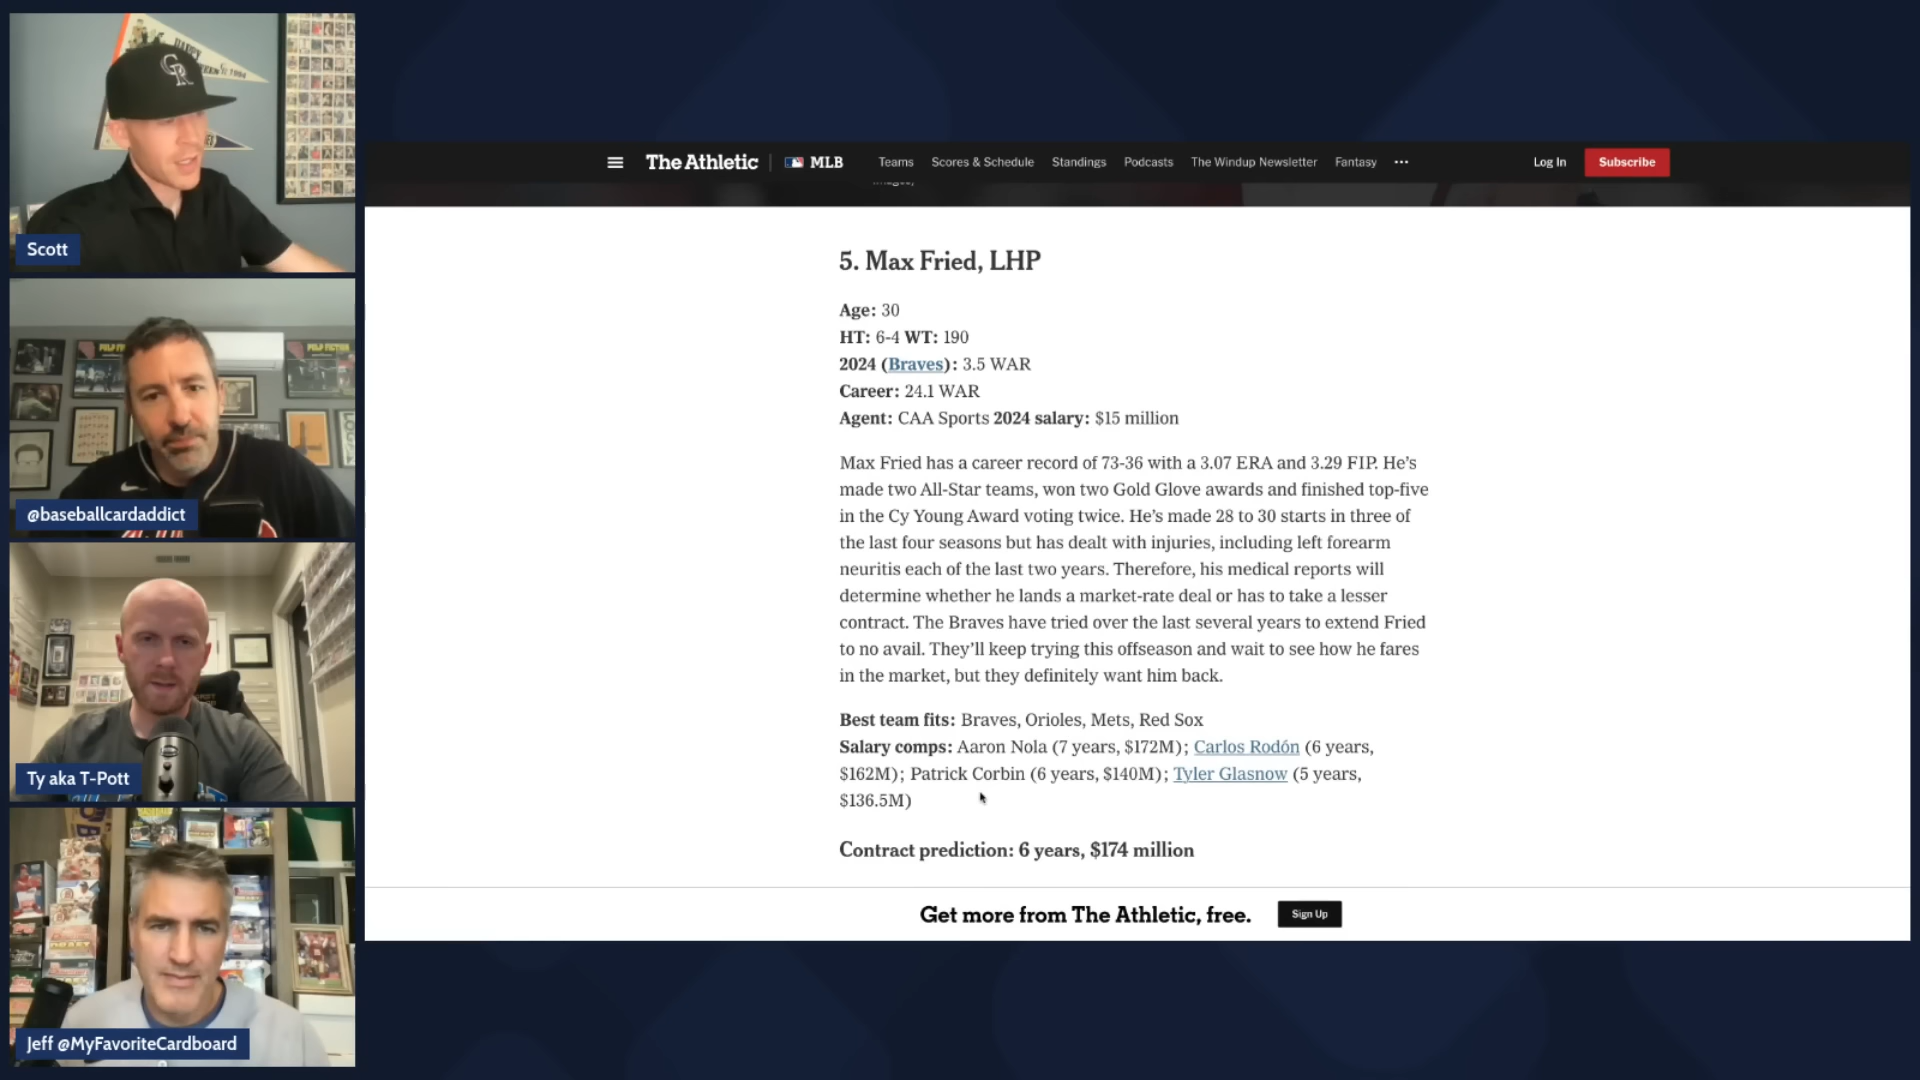 Scott
@baseballcardaddict
Ty aka T-Pott
Jeff @MyFavoriteCardboard
The Athletic
MLB
Teams
Scores & Schedule
Standings
Podcasts
The Windup Newsletter
Fantasy
•••
Log In
Subscribe
5. Max Fried, LHP
Age: 30
HT: 6-4 WT: 190
2024 (Braves): 3.5 WAR
Career: 24.1 WAR
Agent: CAA Sports 2024 salary: $15 million
Max Fried has a career record of 73-36 with a 3.07 ERA and 3.29 FIP. He's
made two All-Star teams, won two Gold Glove awards and finished top-five
in the Cy Young Award voting twice. He's made 28 to 30 starts in three of
the last four seasons but has dealt with injuries, including left forearm
neuritis each of the last two years. Therefore, his medical reports will
determine whether he lands a market-rate deal or has to take a lesser
contract. The Braves have tried over the last several years to extend Fried
to no avail. They'll keep trying this offseason and wait to see how he fares
in the market, but they definitely want him back.
Best team fits: Braves, Orioles, Mets, Red Sox
Salary comps: Aaron Nola (7 years, $172M); Carlos Rodón (6 years,
$162M); Patrick Corbin (6 years, $140M); Tyler Glasnow (5 years,
$136.5M)
Contract prediction: 6 years, $174 million
Get more from The Athletic, free.
Sign Up